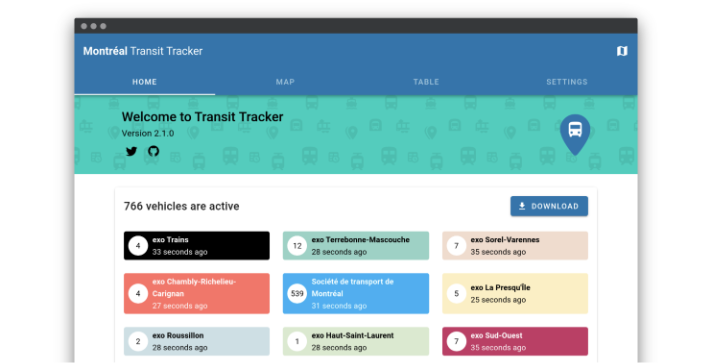 Montréal Transit Tracker
HOME MAP TABLE SETTINGS
Welcome to Transit Tracker
Version 2.1.0
766 vehicles are active
DOWNLOAD
4
exo Trains
33 seconds ago
12
exo Terrebonne-Mascouche
28 seconds ago
7
exo Sorel-Varennes
35 seconds ago
4
exo Chambly-Richelieu-
Carignan
27 seconds ago
539
Société de transport de
Montréal
31 seconds ago
5
exo La Presqu'île
25 seconds ago
2
exo Roussillon
28 seconds ago
1
exo Haut-Saint-Laurent
28 seconds ago
7
exo Sud-Ouest
35 seconds ago